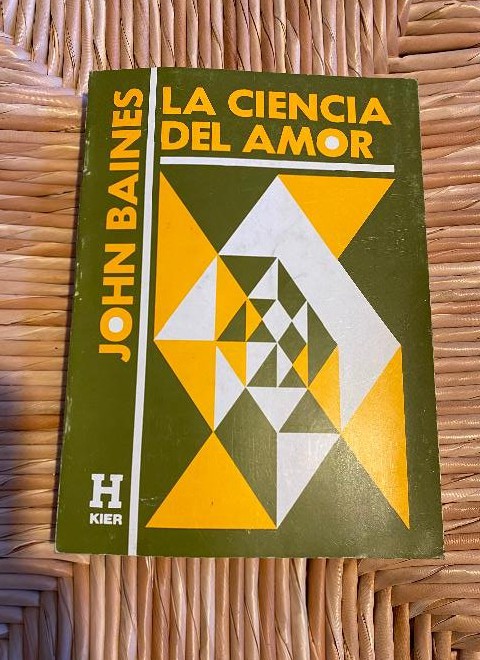 JOHN BAINES
LA CIENCIA
DEL AMOR
H
KIER